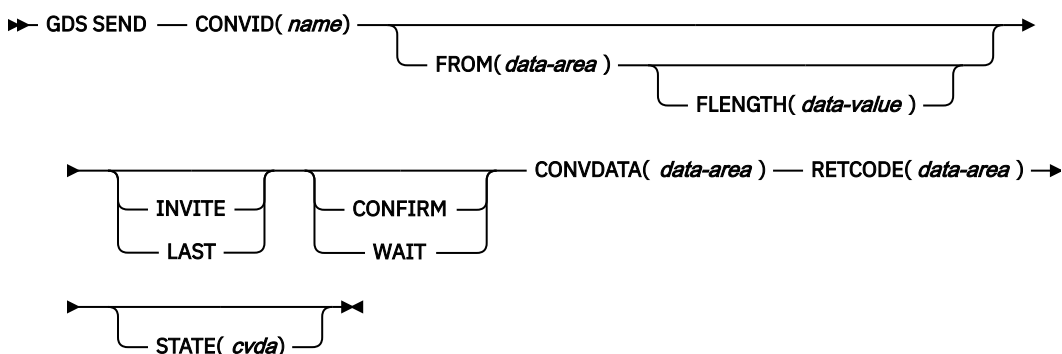 GDS SEND CONVID( name)
FROM( data-area )
FLENGTH( data-value )
CONVDATA( data-area ) RETCODE( data-area )
INVITE CONFIRM
LAST WAIT
STATE( cvda)